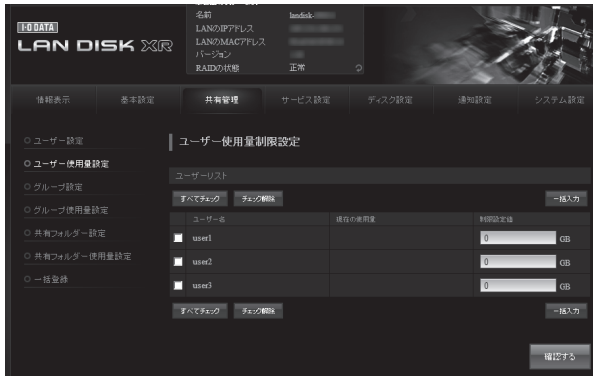 I-O DATA
LAN DISK XR
名前 landisk-
LANのIPアドレス
LANのMACアドレス
バージョン
RAIDの状態 正常
情報表示 基本設定 共有管理 サービス設定 ディスク設定 通知設定 システム設定
ユーザー設定
ユーザー使用量設定
グループ設定
グループ使用量設定
共有フォルダー設定
共有フォルダー使用量設定
一括登録
ユーザー使用量制限設定
ユーザーリスト
すべてチェック チェック解除 一括入力
ユーザー名 現在の使用量 制限設定値
user1 0 GB
user2 0 GB
user3 0 GB
すべてチェック チェック解除 一括入力
確認する